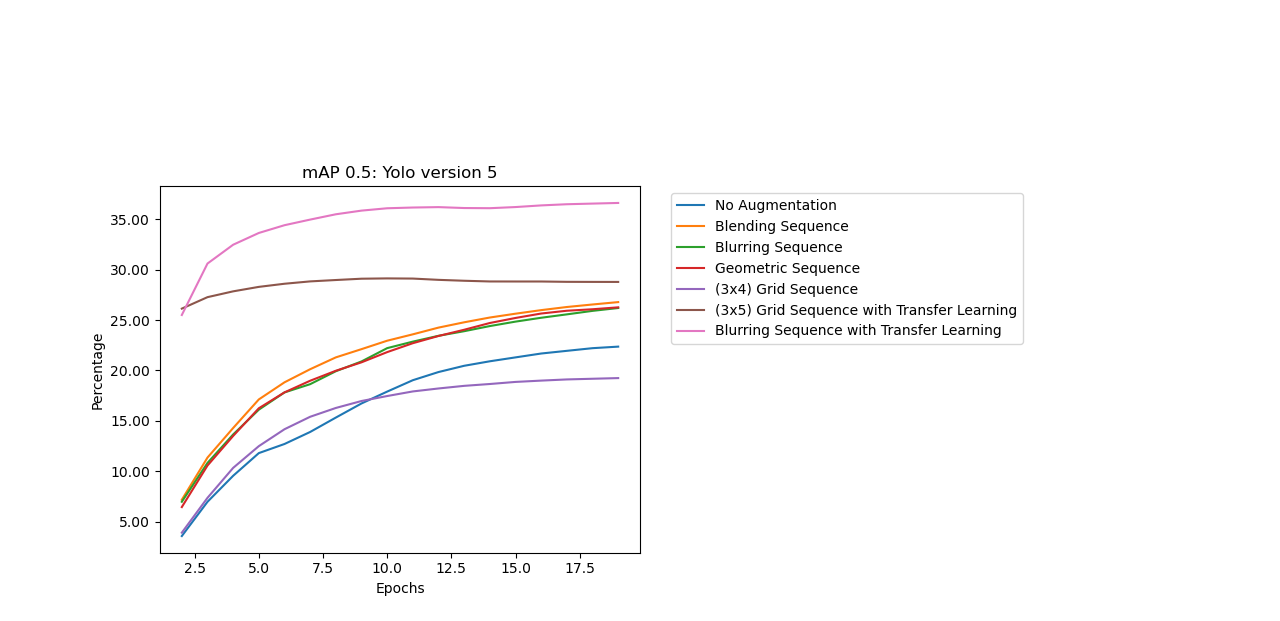 mAP 0.5: Yolo version 5
35.00
30.00
25.00
20.00
15.00
10.00
5.00
Percentage
2.5 5.0 7.5 10.0 12.5 15.0 17.5
Epochs
No Augmentation
Blending Sequence
Blurring Sequence
Geometric Sequence
(3x4) Grid Sequence
(3x5) Grid Sequence with Transfer Learning
Blurring Sequence with Transfer Learning